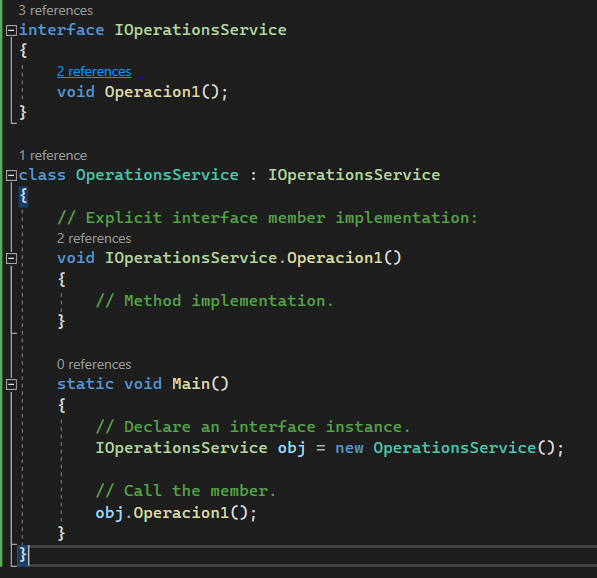 3 references
interface IOperationsService
{
2 references
void Operacion1();
}
1 reference
class OperationsService : IOperationsService
{
// Explicit interface member implementation:
2 references
void IOperationsService.Operacion1()
{
// Method implementation.
}
0 references
static void Main()
{
// Declare an interface instance.
IOperationsService obj = new OperationsService();
// Call the member.
obj.Operacion1();
}
}